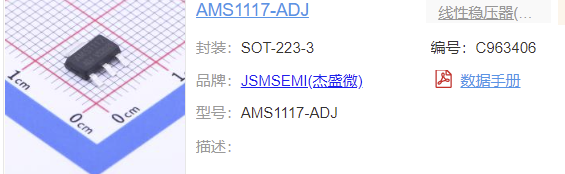 AMS1117-ADJ
线性稳压器(...
封装：SOT-223-3
编号：C963406
品牌：JSMSEMI(杰盛微)
数据手册
型号：AMS1117-ADJ
描述：
1cm
0cm
0cm